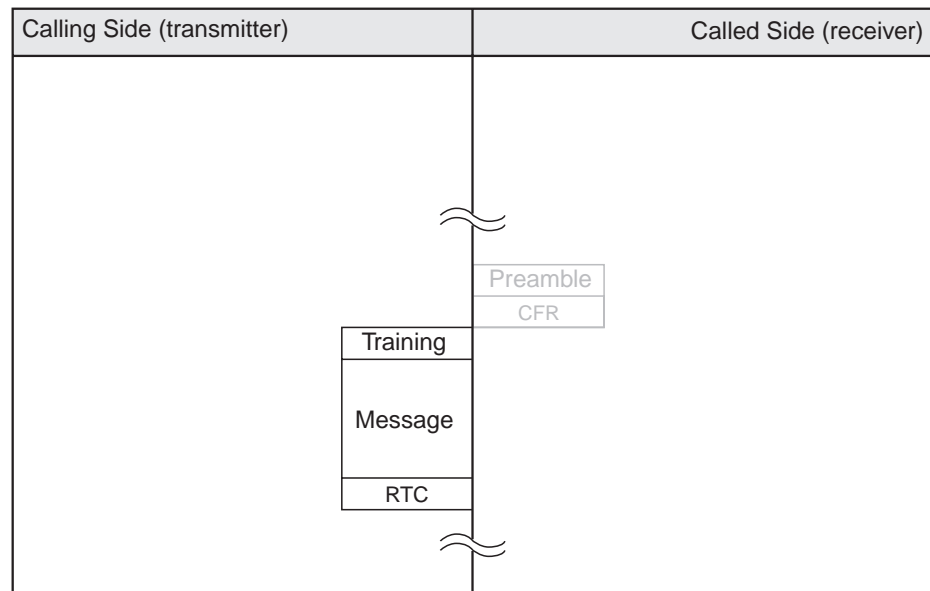 Calling Side (transmitter)
Called Side (receiver)
Preamble
CFR
Training
Message
RTC